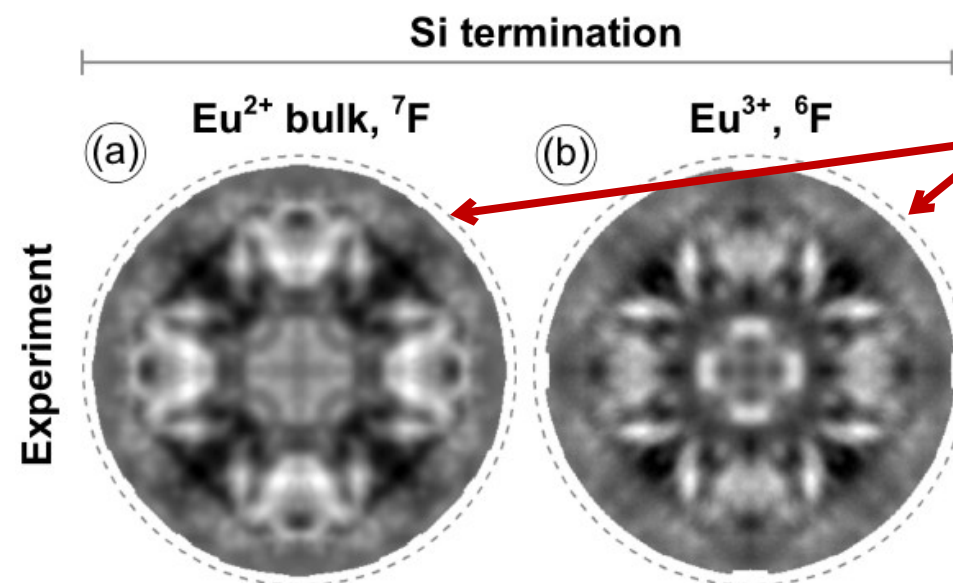 Si termination
(a) Eu²⁺ bulk, ⁷F
(b) Eu³⁺, ⁶F
Experiment